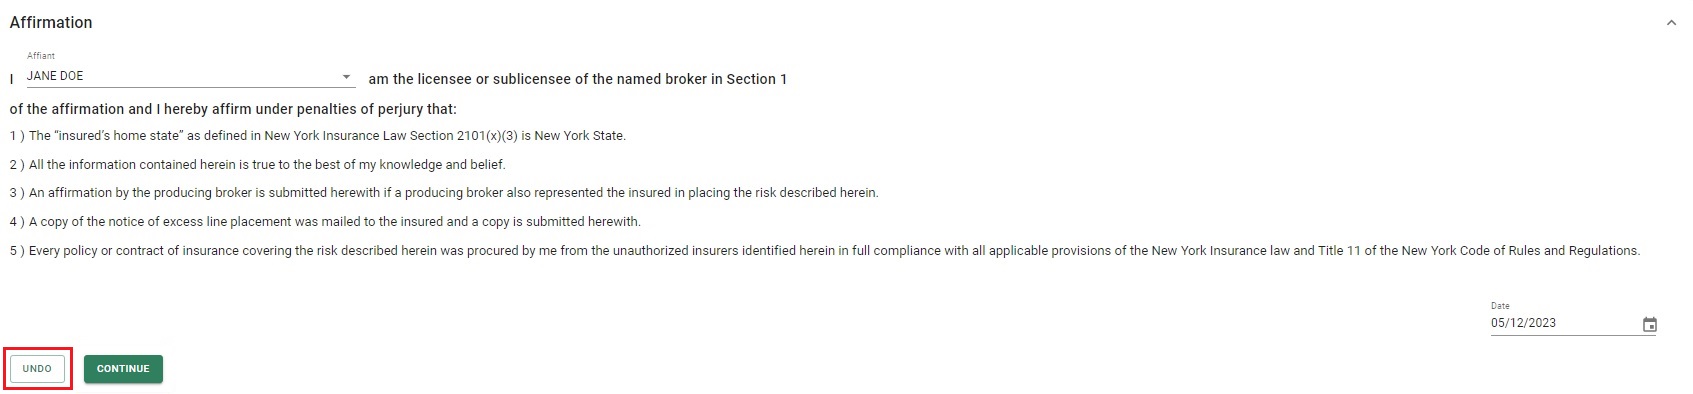 Affirmation
Affiant
I JANE DOE am the licensee or sublicensee of the named broker in Section 1
of the affirmation and I hereby affirm under penalties of perjury that:
1 ) The “insured’s home state” as defined in New York Insurance Law Section 2101(x)(3) is New York State.
2 ) All the information contained herein is true to the best of my knowledge and belief.
3 ) An affirmation by the producing broker is submitted herewith if a producing broker also represented the insured in placing the risk described herein.
4 ) A copy of the notice of excess line placement was mailed to the insured and a copy is submitted herewith.
5 ) Every policy or contract of insurance covering the risk described herein was procured by me from the unauthorized insurers identified herein in full compliance with all applicable provisions of the New York Insurance law and Title 11 of the New York Code of Rules and Regulations.
Date
05/12/2023
UNDO CONTINUE